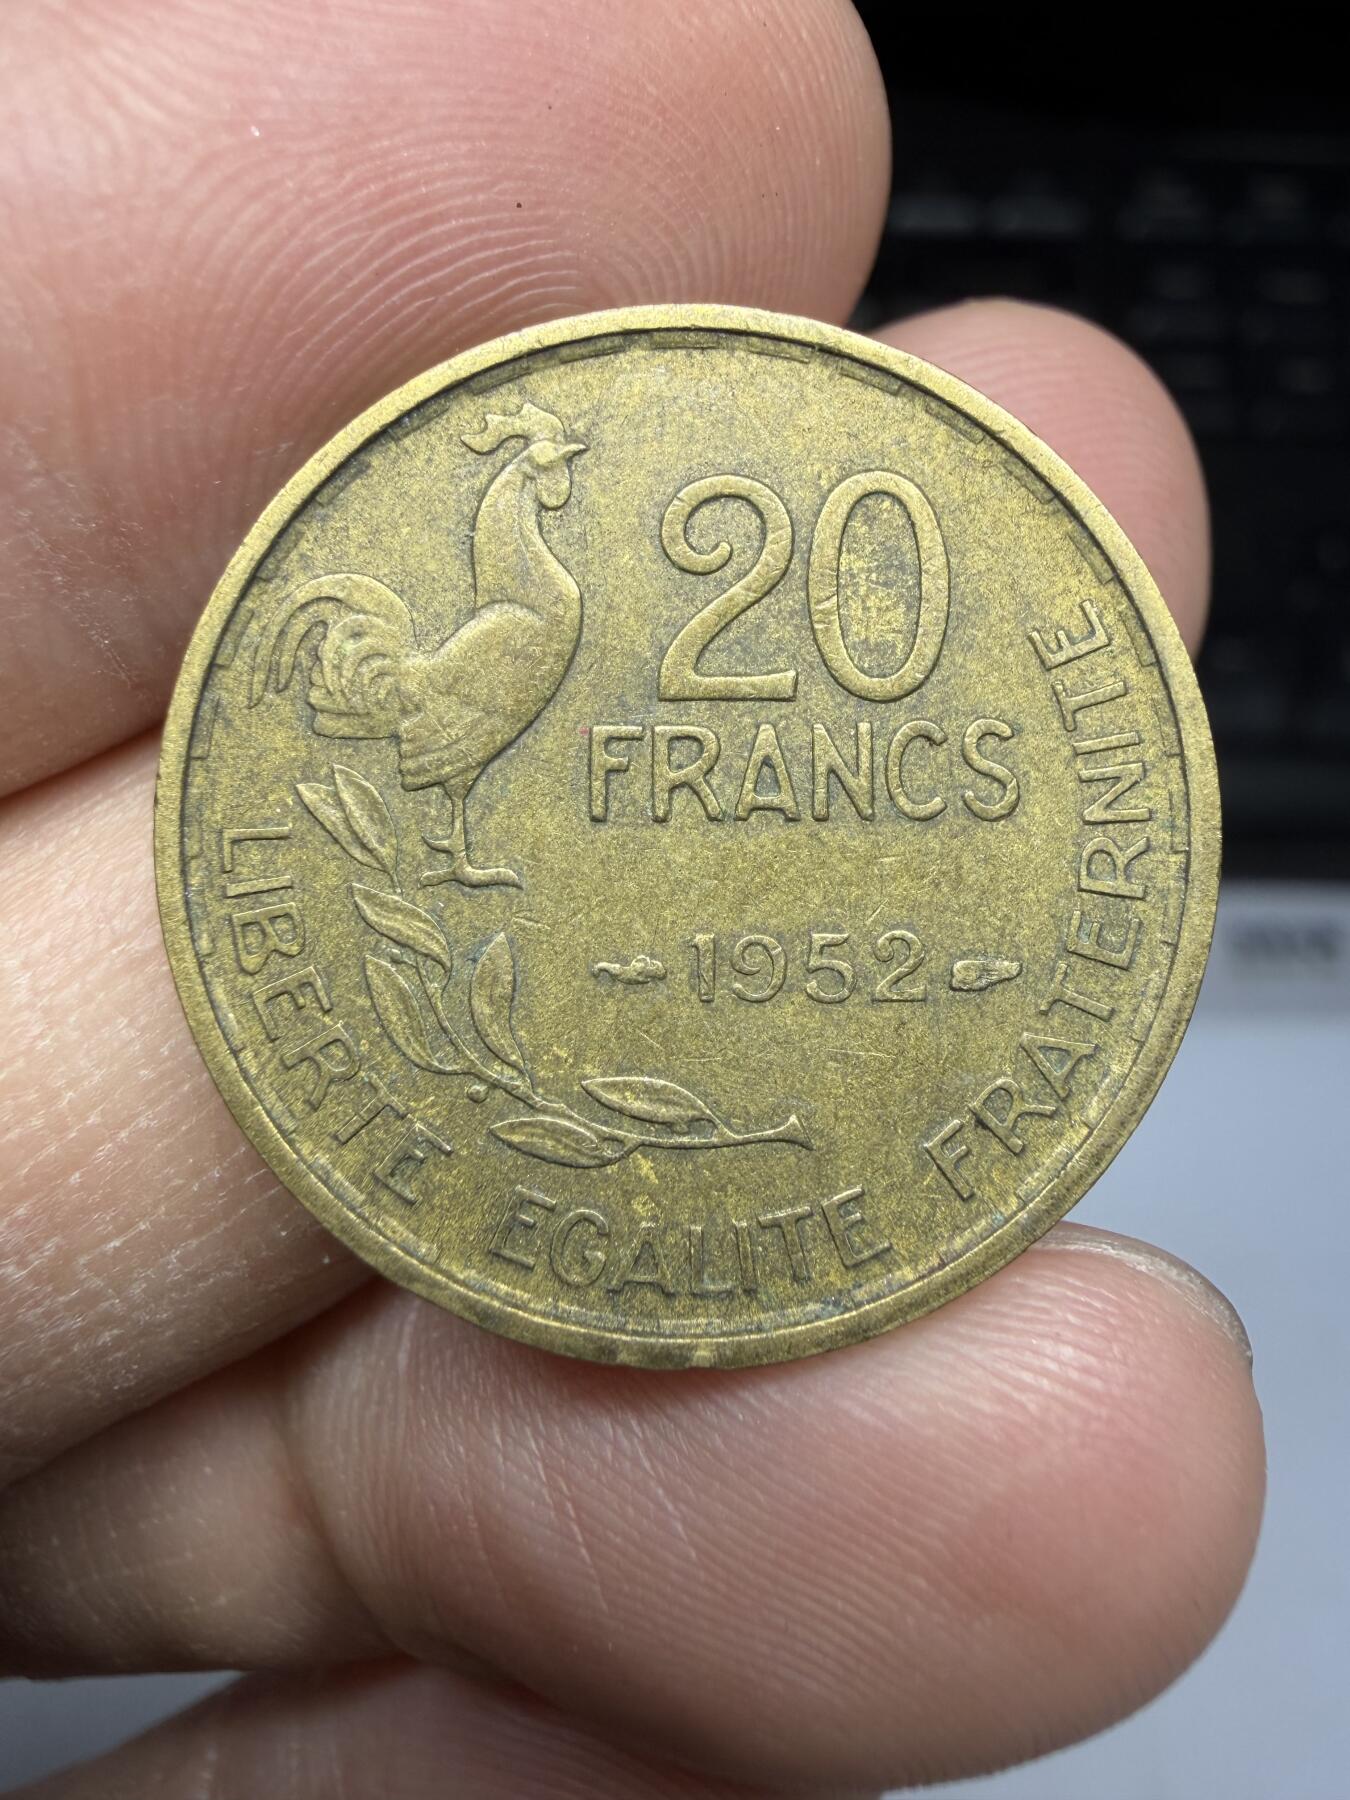 20
FRANCS
1952
LIBERTE EGALITE FRATERNITE